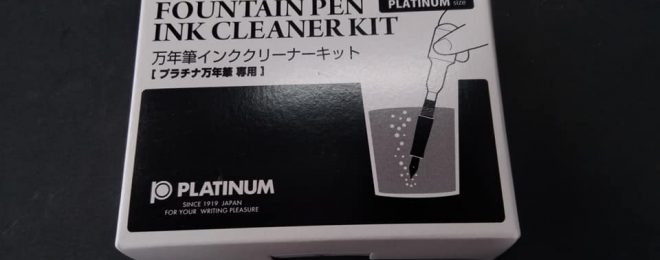 PLATINUM size
FOUNTAIN PEN
INK CLEANER KIT
万年筆インククリーナーキット
[ プラチナ万年筆 専用 ]
PLATINUM
SINCE 1919 JAPAN
FOR YOUR WRITING PLEASURE